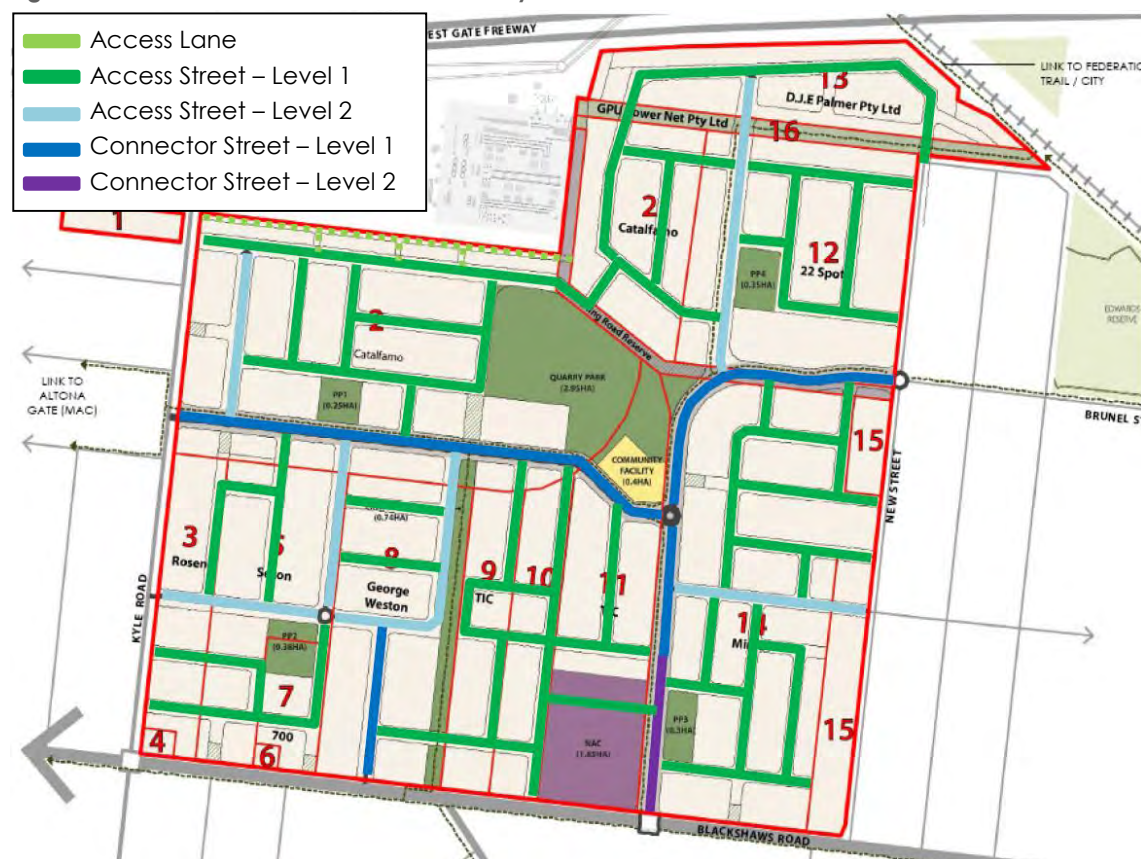 Access Lane
Access Street – Level 1
Access Street – Level 2
Connector Street – Level 1
Connector Street – Level 2
EST GATE FREEWAY
LINK TO FEDERATIC
TRAIL / CITY
13
D.J.E Palmer Pty Ltd
GPU Power Net Pty Ltd
16
1
2
Catalfamo
12
22 Spot
PP4
(0.35HA)
EDWARDS
RESERVE
2
Catalfamo
Road Reserve
QUARRY PARK
(2.95HA)
LINK TO
ALTONA
GATE (MAC)
PP1
(0.25HA)
BRUNEL ST
COMMUNITY
FACILITY
(0.4HA)
15
NEW STREET
(0.74HA)
3
Rosen
5
8
George
Weston
9
TIC
10
11
KYLE ROAD
PP2
(0.38HA)
14
7
15
4
6
700
NAC
PP3
(0.3HA)
BLACKSHAWS ROAD